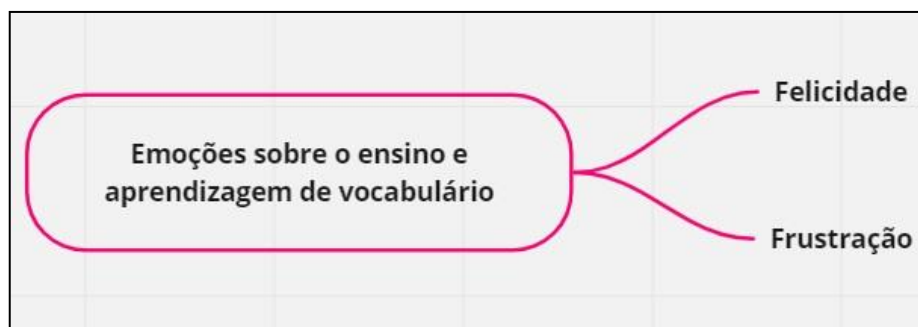 Emoções sobre o ensino e
aprendizagem de vocabulário
Felicidade
Frustração